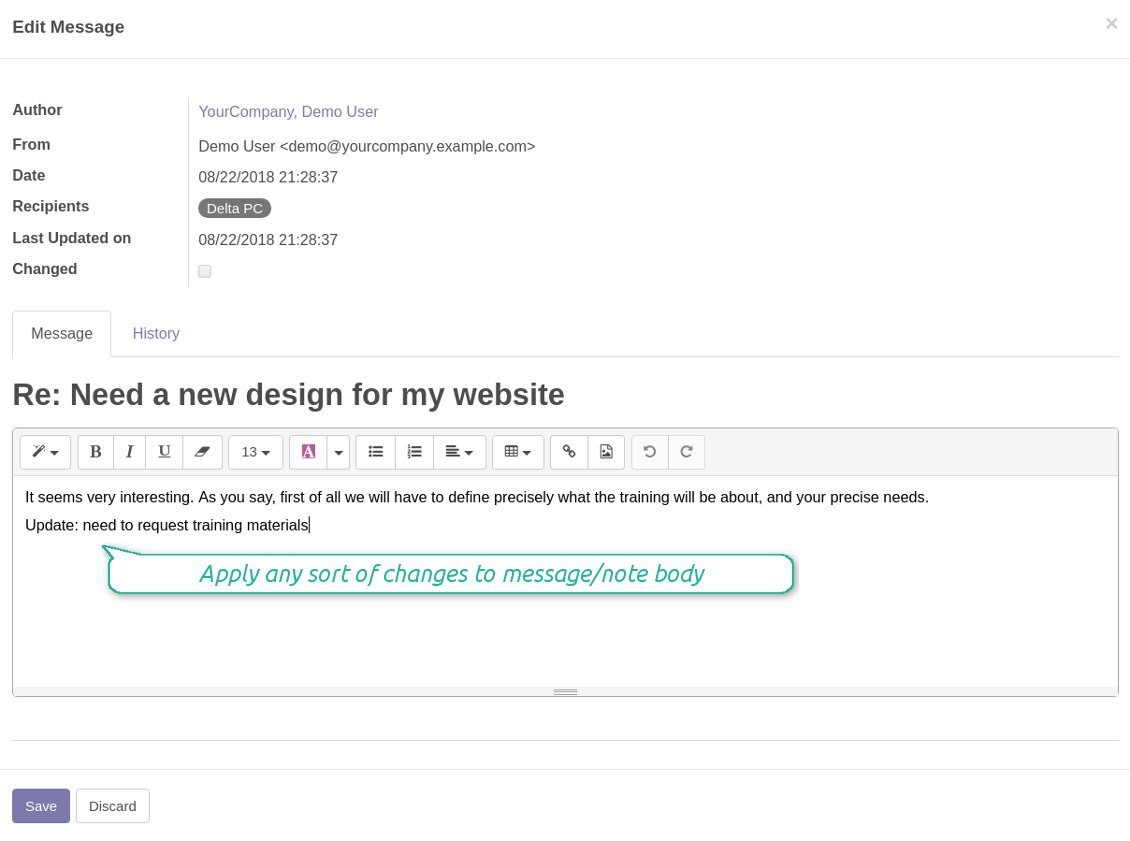 Edit Message
×
Author
YourCompany, Demo User
From
Demo User <demo@yourcompany.example.com>
Date
08/22/2018 21:28:37
Recipients
Delta PC
Last Updated on
08/22/2018 21:28:37
Changed
Message
History
Re: Need a new design for my website
B I U 13 A
It seems very interesting. As you say, first of all we will have to define precisely what the training will be about, and your precise needs.
Update: need to request training materials
Apply any sort of changes to message/note body
Save
Discard